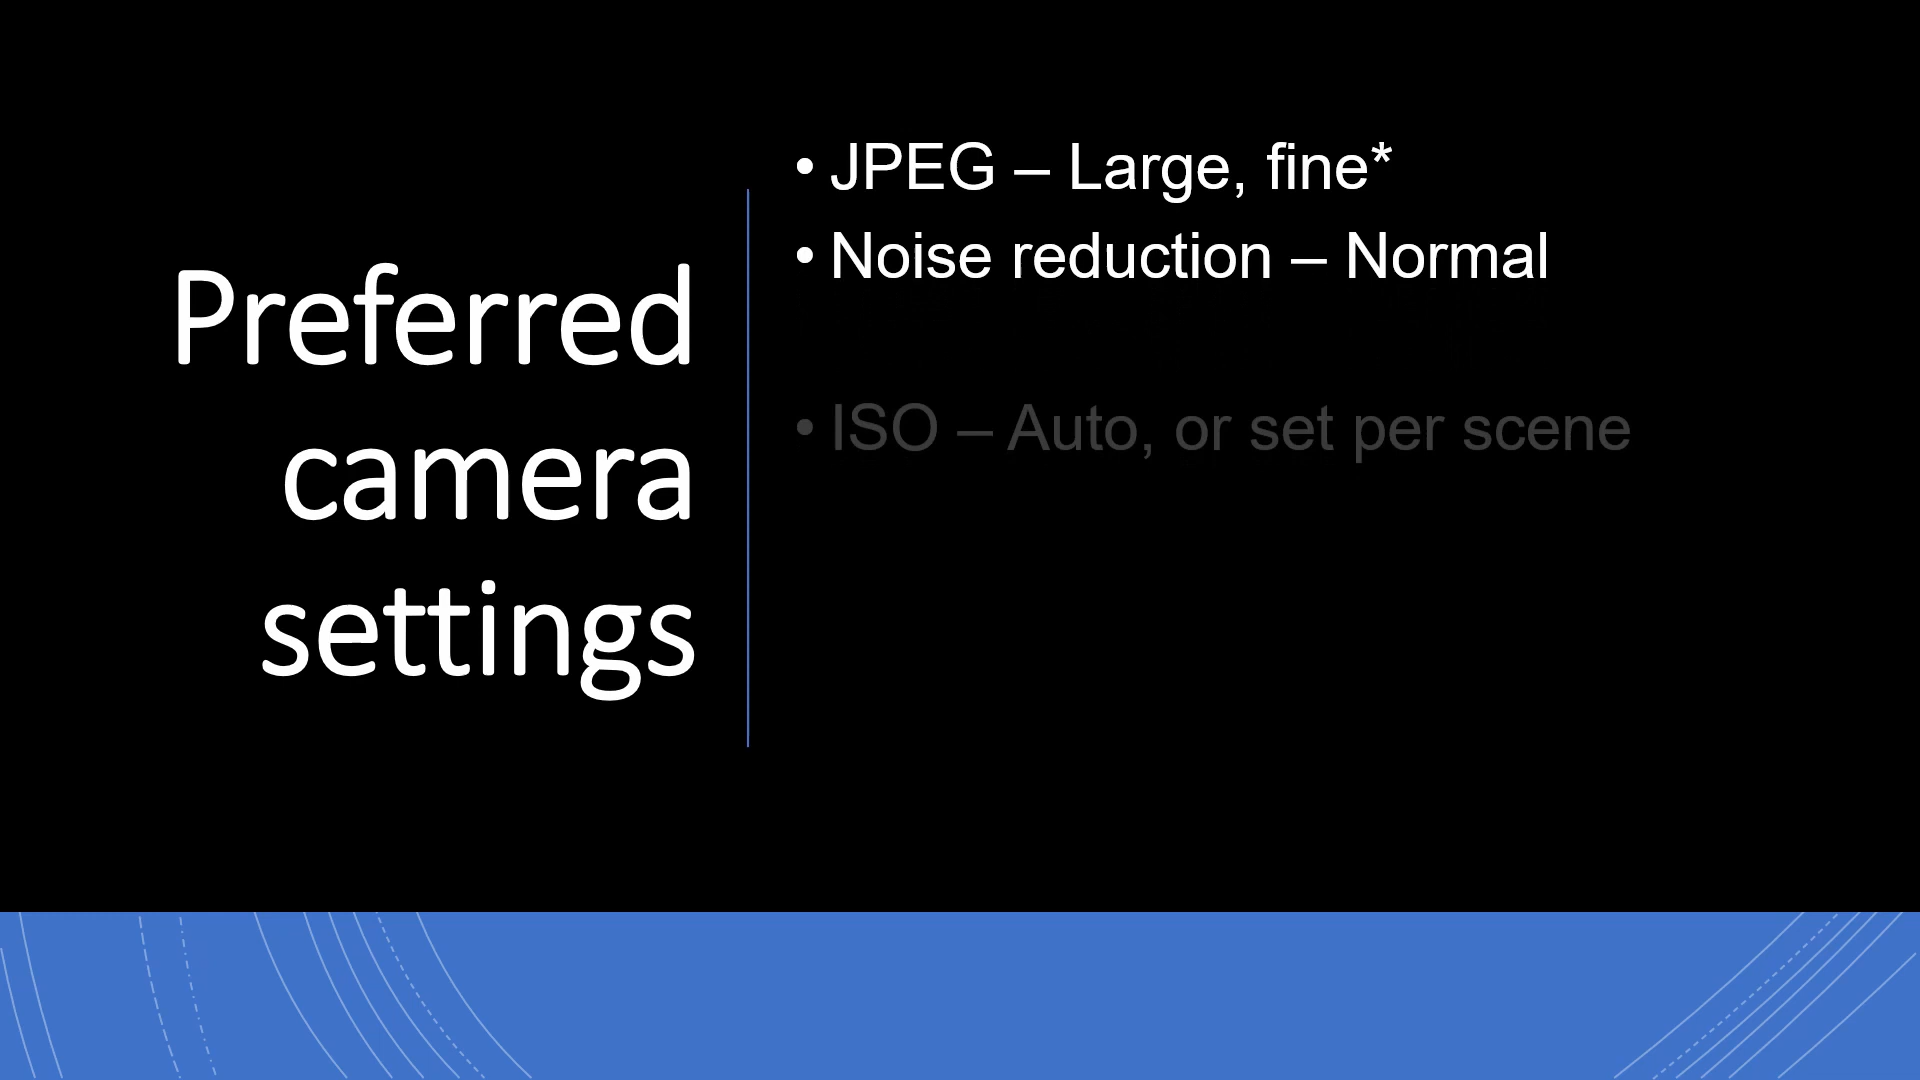 Preferred
camera
settings
• JPEG – Large, fine*
• Noise reduction – Normal
• ISO – Auto, or set per scene